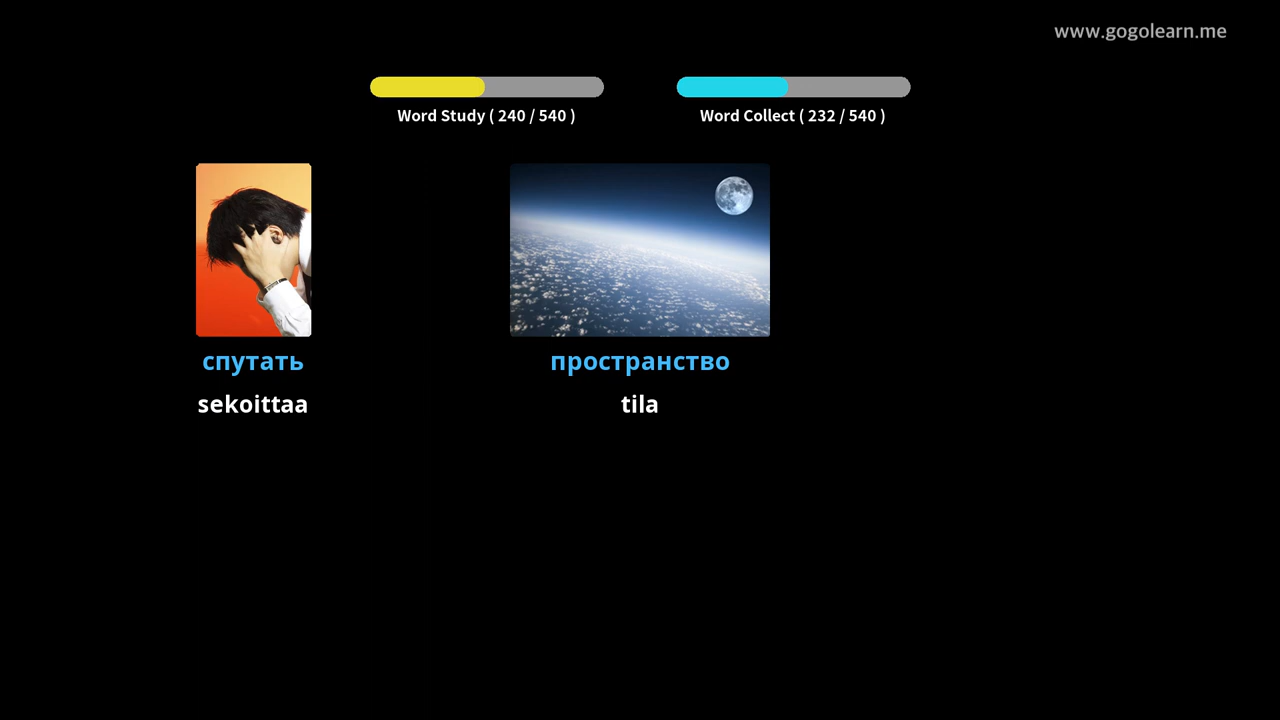 www.gogolearn.me
Word Study ( 240 / 540 )
Word Collect ( 232 / 540 )
спутать
sekoittaa
пространство
tila